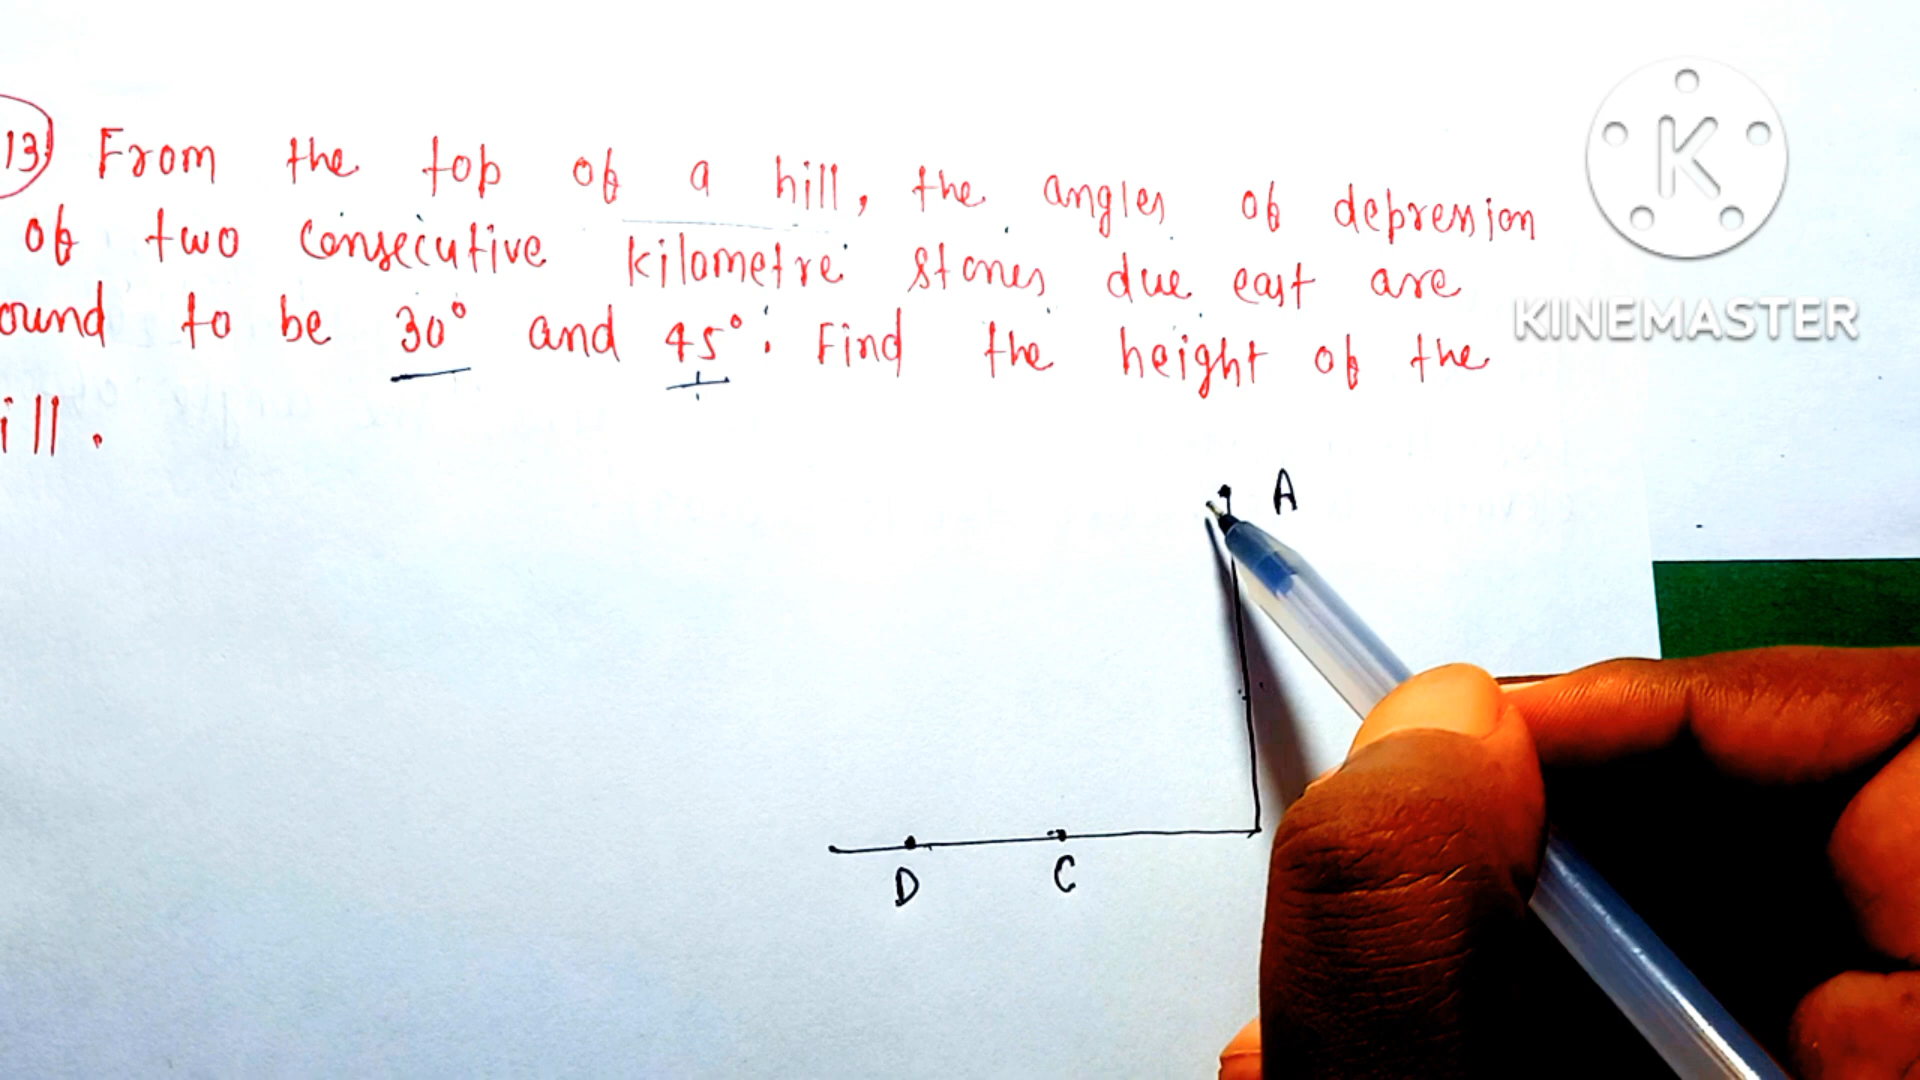 13) From the top of a hill, the angles of depression
of two consecutive kilometre stones due east are
ound to be 30° and 45°. Find the height of the
ill.
A
D C
K
KINEMASTER